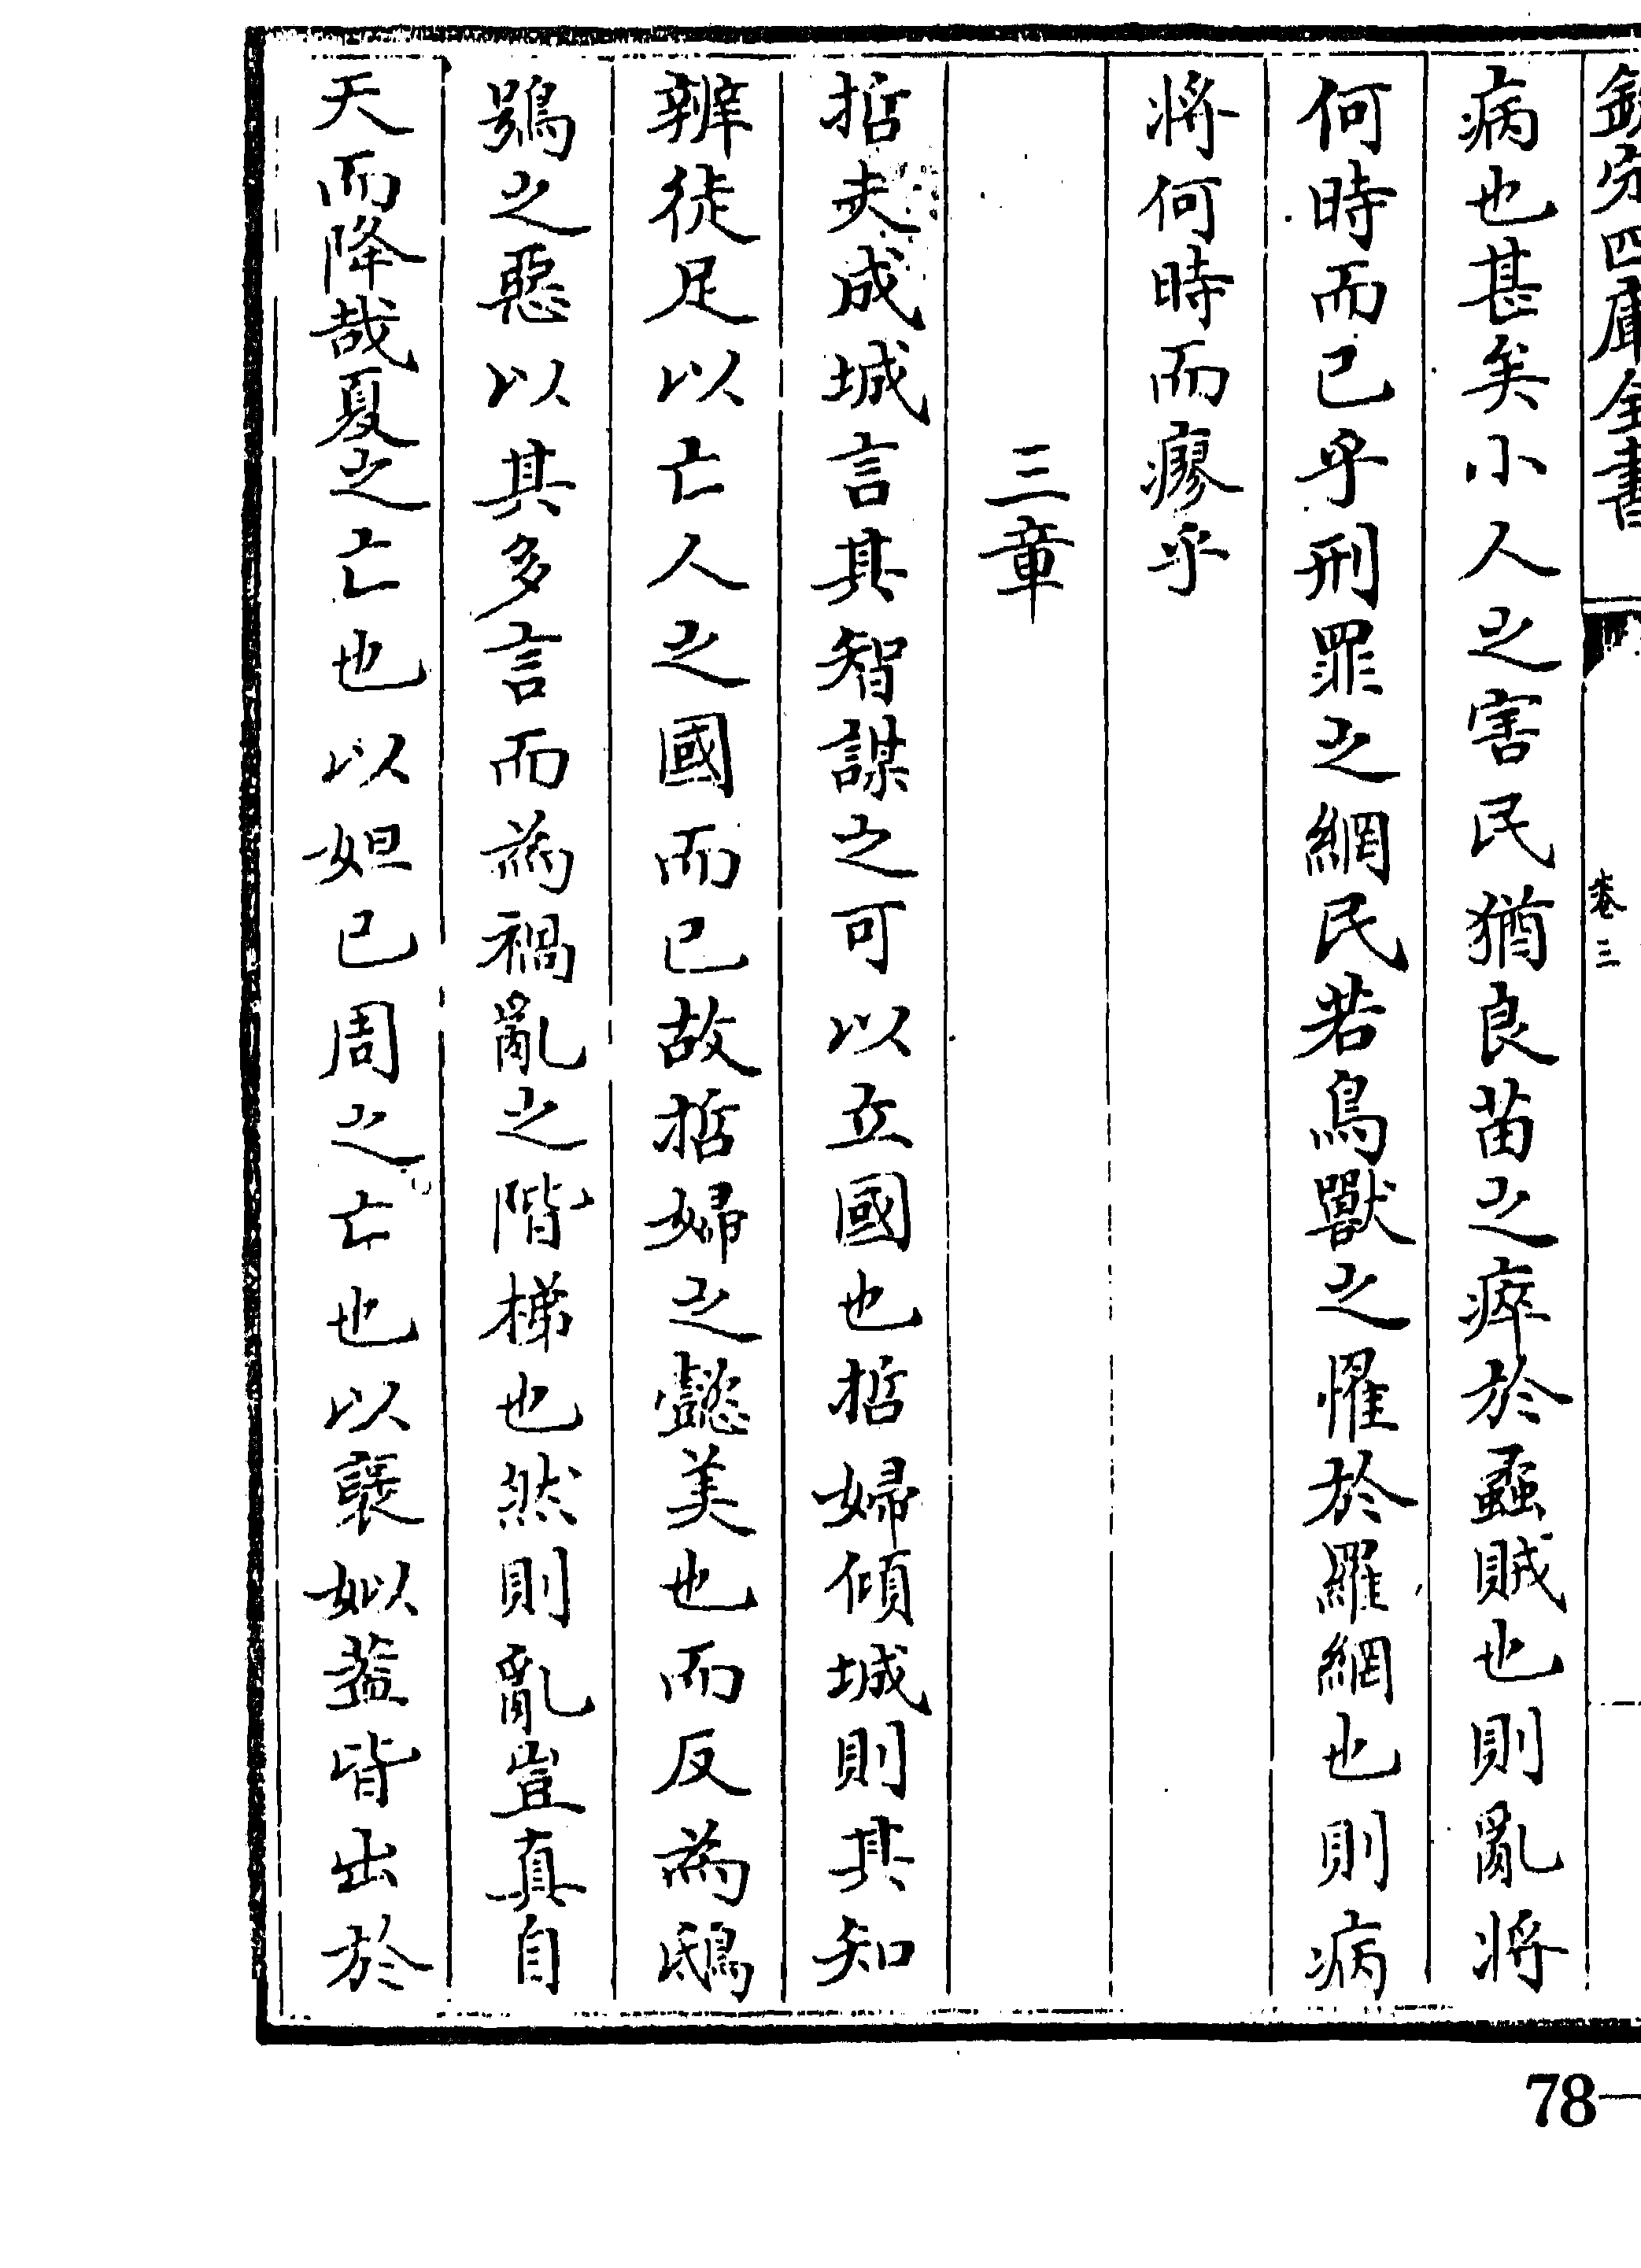 欽定四庫全書
卷三
病也甚矣小人之害民猶良苗之瘁於蟊賊也則亂將
何時而已乎刑罪之網民若鳥獸之罹於羅網也則病
將何時而瘳乎
三章
哲夫成城言其智謀之可以立國也哲婦傾城則其知
辨徒足以亡人之國而已故哲婦之懿美也而反為鴟
鴞之惡以其多言而為禍亂之階梯也然則亂豈真自
天而降哉夏之亡也以妲已周之亡也以襃姒葢皆出於
78—